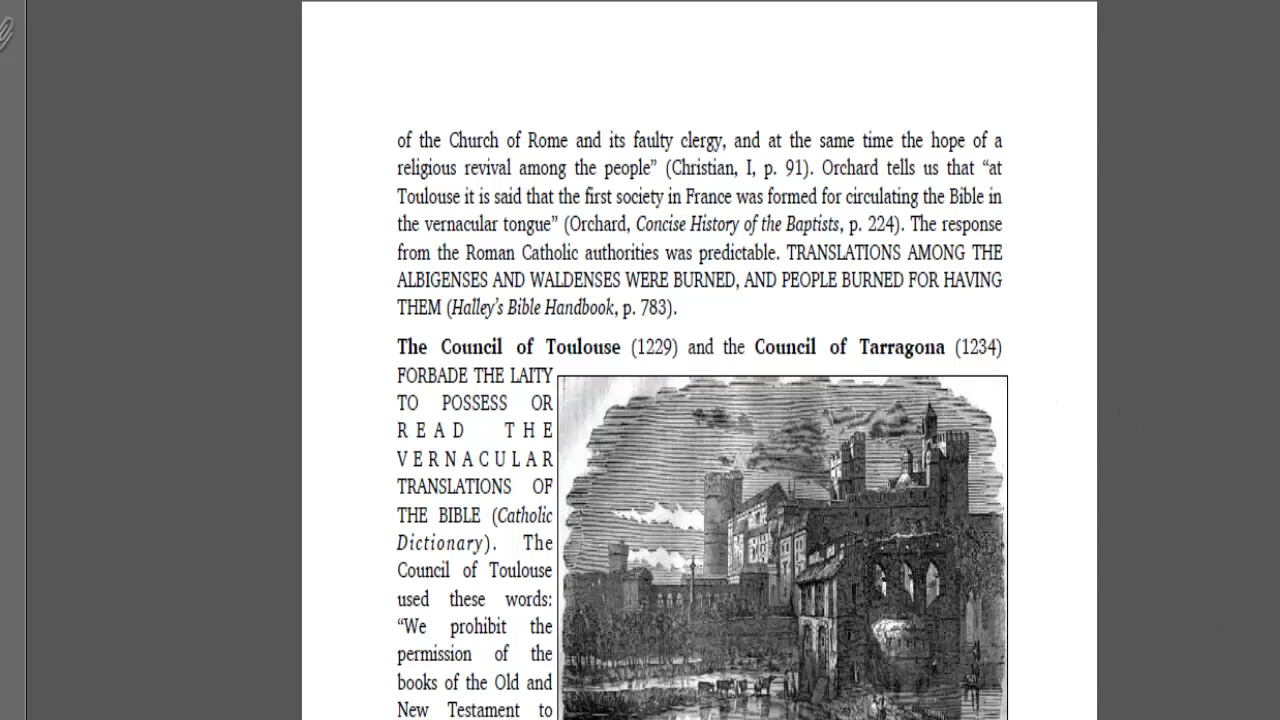 of the Church of Rome and its faulty clergy, and at the same time the hope of a
religious revival among the people” (Christian, I, p. 91). Orchard tells us that “at
Toulouse it is said that the first society in France was formed for circulating the Bible in
the vernacular tongue” (Orchard, Concise History of the Baptists, p. 224). The response
from the Roman Catholic authorities was predictable. TRANSLATIONS AMONG THE
ALBIGENSES AND WALDENSES WERE BURNED, AND PEOPLE BURNED FOR HAVING
THEM (Halley’s Bible Handbook, p. 783).
The Council of Toulouse (1229) and the Council of Tarragona (1234)
FORBADE THE LAITY
TO POSSESS OR
READ THE
VERNACULAR
TRANSLATIONS OF
THE BIBLE (Catholic
Dictionary). The
Council of Toulouse
used these words:
“We prohibit the
permission of the
books of the Old and
New Testament to